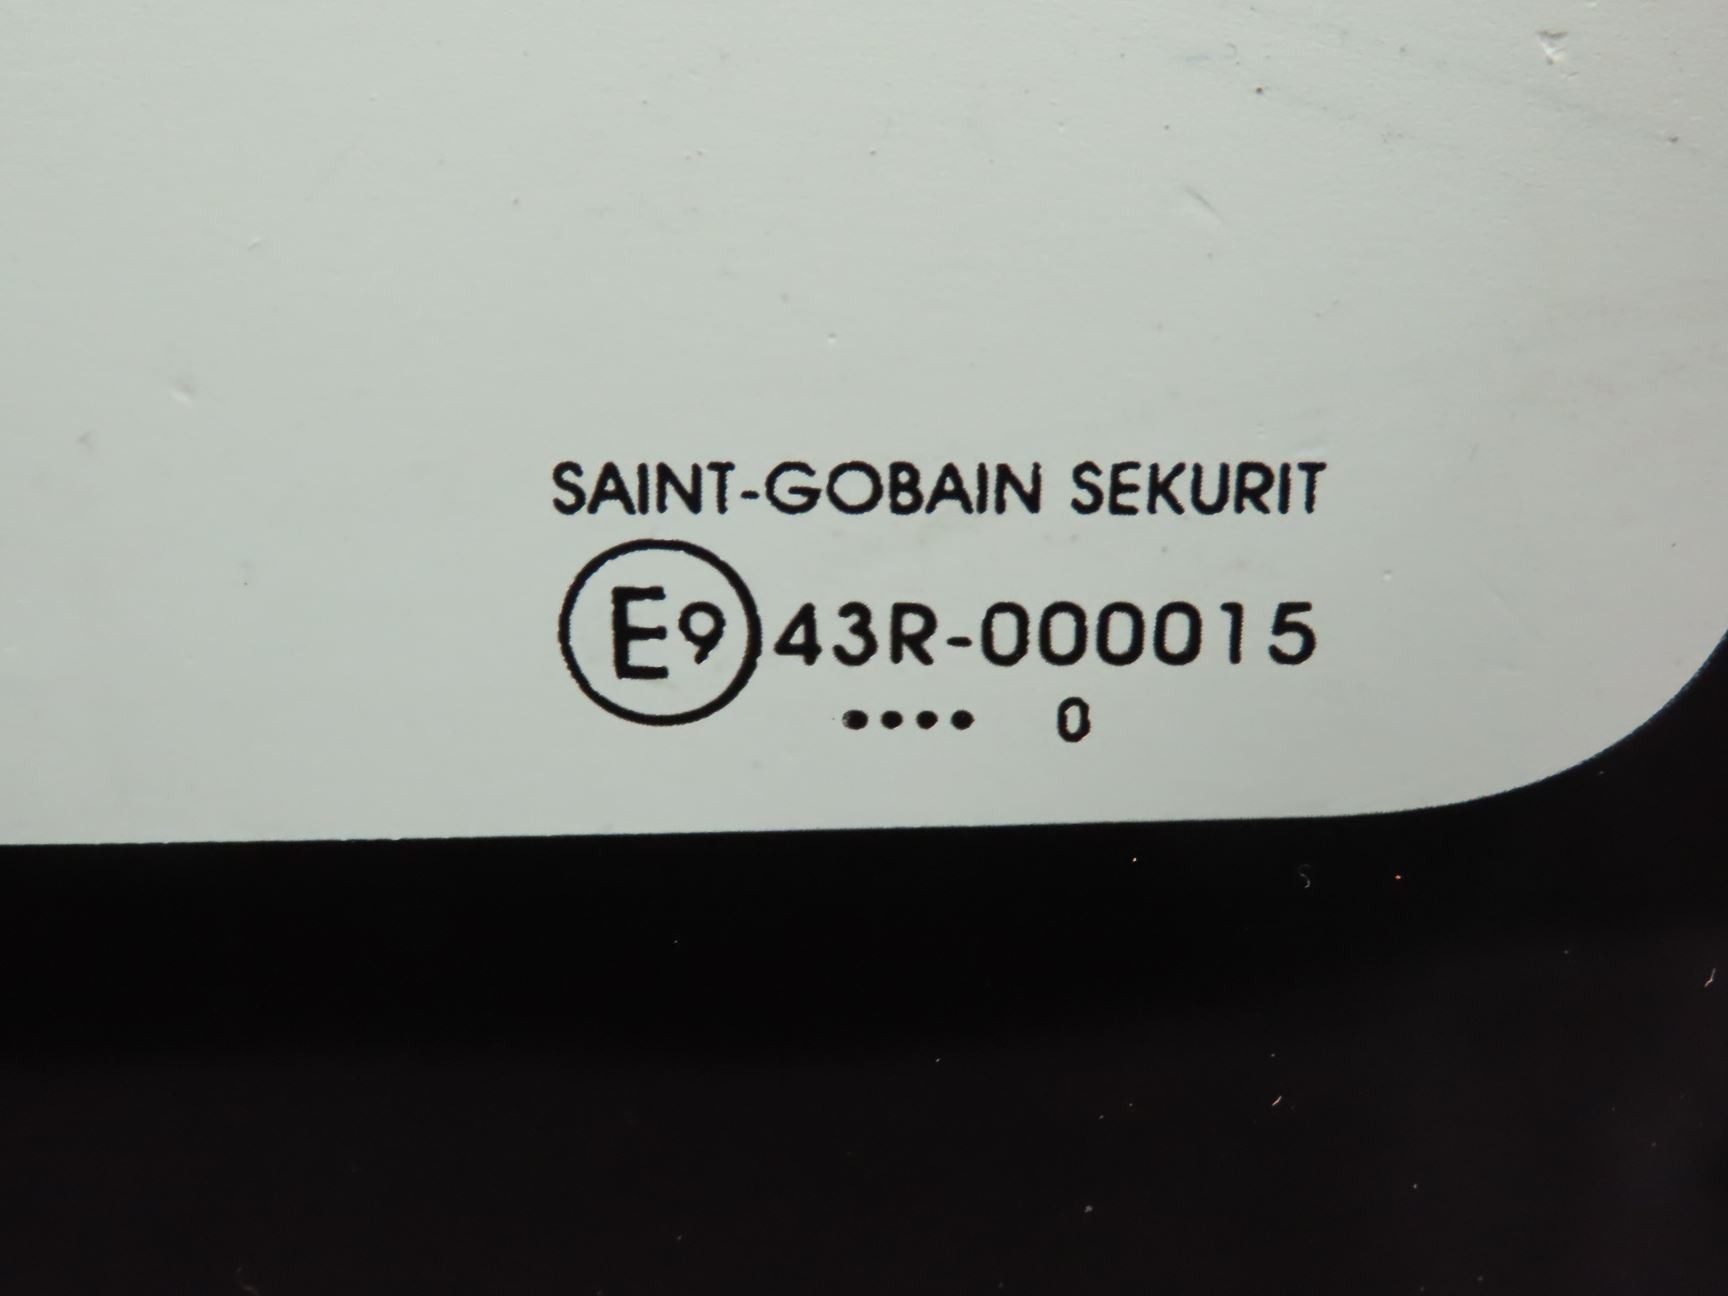 SAINT-GOBAIN SEKURIT
E9 43R-000015
•••• 0